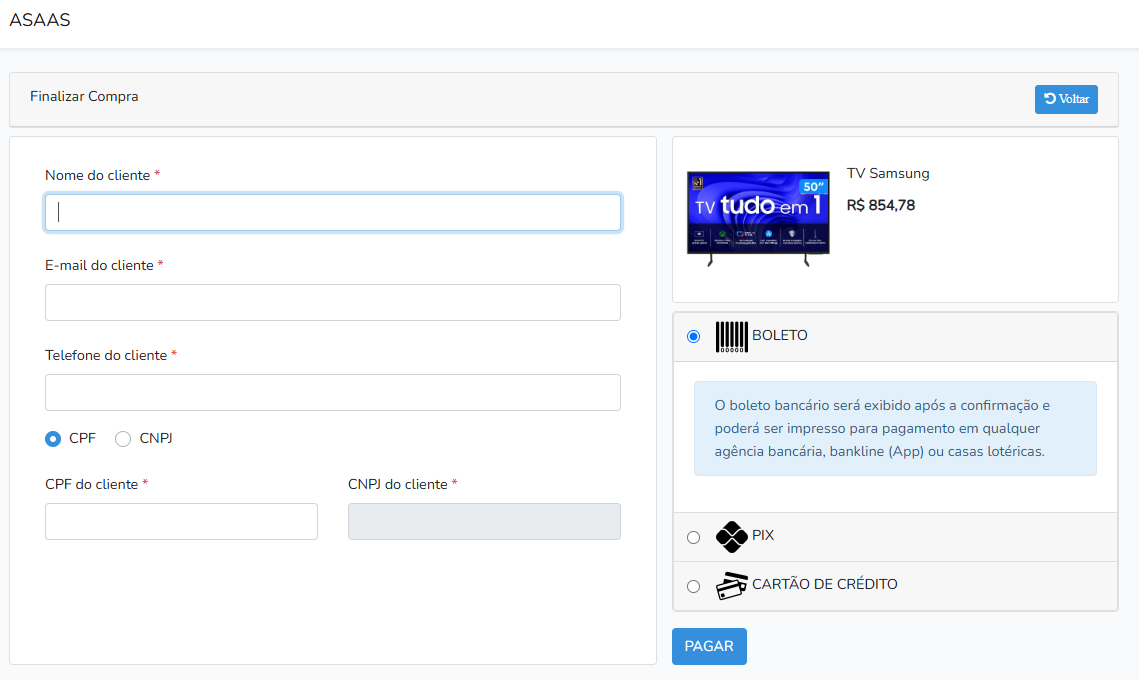 ASAAS
Finalizar Compra
Voltar
Nome do cliente *
E-mail do cliente *
Telefone do cliente *
CPF
CNPJ
CPF do cliente *
CNPJ do cliente *
50"
TV tudo em 1
TV Samsung
R$ 854,78
BOLETO
O boleto bancário será exibido após a confirmação e
poderá ser impresso para pagamento em qualquer
agência bancária, bankline (App) ou casas lotéricas.
PIX
CARTÃO DE CRÉDITO
PAGAR